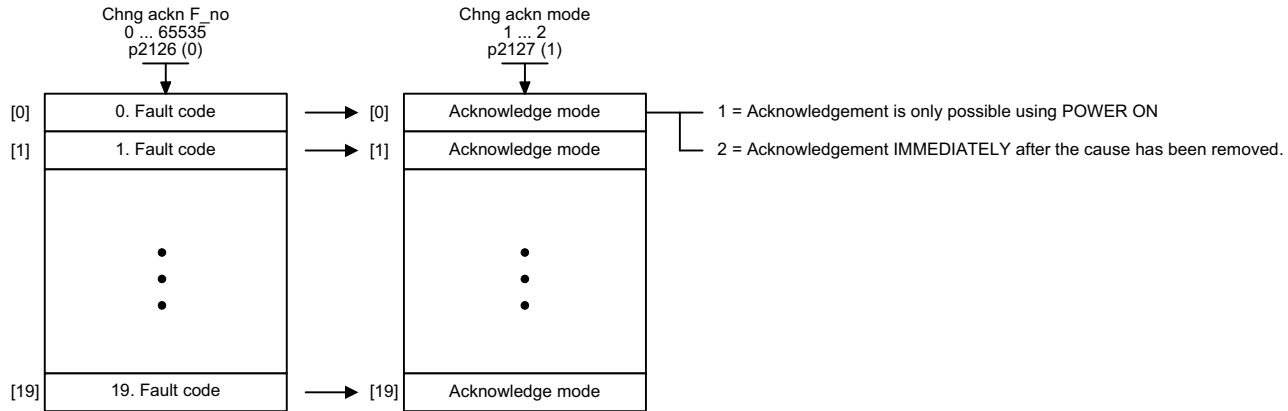 Chng ackn F_no
0 ... 65535
p2126 (0)
Chng ackn mode
1 ... 2
p2127 (1)
[0] 0. Fault code [0] Acknowledge mode 1 = Acknowledgement is only possible using POWER ON
[1] 1. Fault code [1] Acknowledge mode 2 = Acknowledgement IMMEDIATELY after the cause has been removed.
[19] 19. Fault code [19] Acknowledge mode